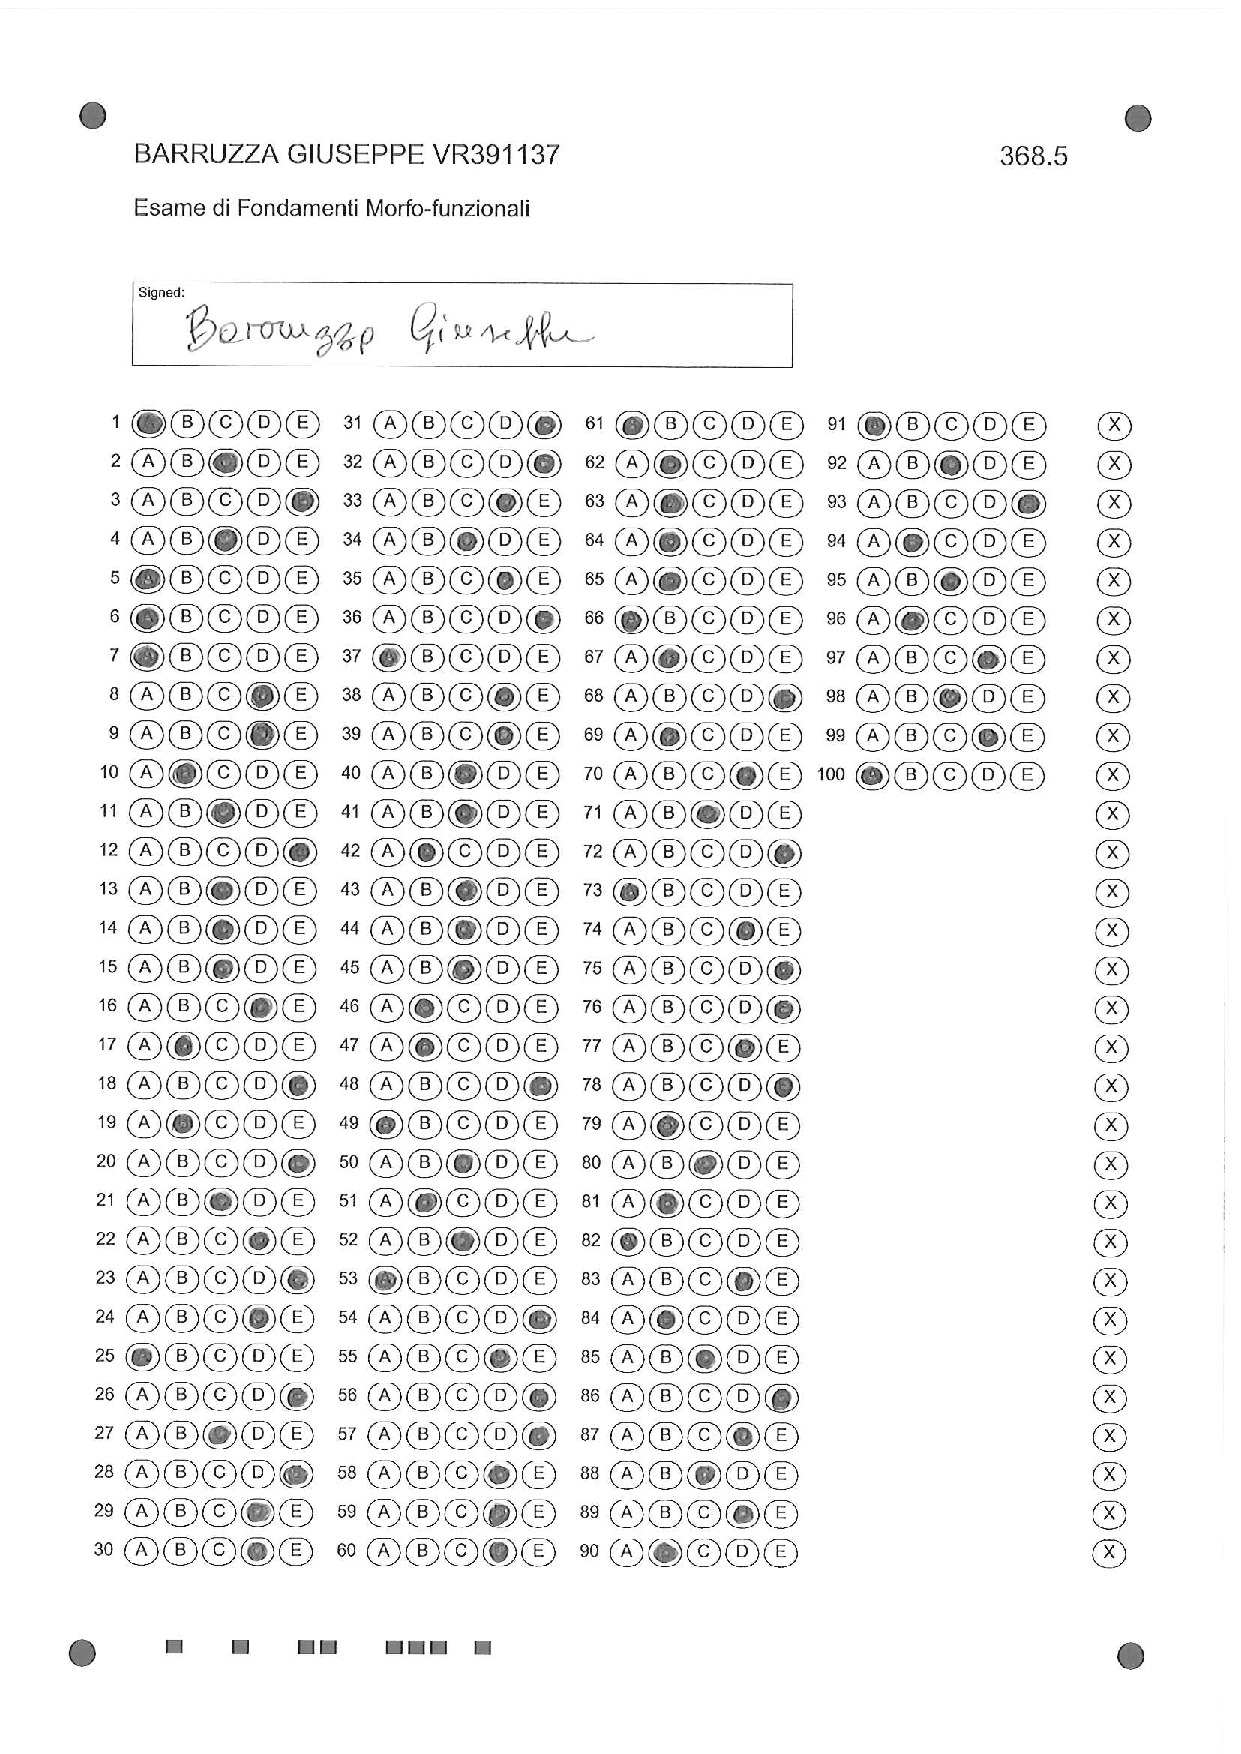 BARRUZZA GIUSEPPE VR391137 368.5
Esame di Fondamenti Morfo-funzionali
Signed:
Barruzza Giuseppe
1 B C D E 31 A B C D 61 B C D E 91 B C D E X
2 A B D E 32 A B C D 62 A C D E 92 A B D E X
3 A B C D 33 A B C E 63 A C D E 93 A B C D X
4 A B D E 34 A B D E 64 A C D E 94 A C D E X
5 B C D E 35 A B C E 65 A C D E 95 A B D E X
6 B C D E 36 A B C D 66 B C D E 96 A C D E X
7 B C D E 37 B C D E 67 A C D E 97 A B C E X
8 A B C E 38 A B C E 68 A B C D 98 A B D E X
9 A B C E 39 A B C E 69 A C D E 99 A B C E X
10 A C D E 40 A B D E 70 A B C E 100 B C D E X
11 A B D E 41 A B D E 71 A B D E X
12 A B C D 42 A C D E 72 A B C D X
13 A B D E 43 A B D E 73 B C D E X
14 A B D E 44 A B D E 74 A B C E X
15 A B D E 45 A B D E 75 A B C D X
16 A B C E 46 A C D E 76 A B C D X
17 A C D E 47 A C D E 77 A B C E X
18 A B C D 48 A B C D 78 A B C D X
19 A C D E 49 B C D E 79 A C D E X
20 A B C D 50 A B D E 80 A B D E X
21 A B D E 51 A C D E 81 A C D E X
22 A B C E 52 A B D E 82 B C D E X
23 A B C D 53 B C D E 83 A B C E X
24 A B C E 54 A B C D 84 A C D E X
25 B C D E 55 A B C E 85 A B D E X
26 A B C D 56 A B C D 86 A B C D X
27 A B D E 57 A B C D 87 A B C E X
28 A B C D 58 A B C E 88 A B D E X
29 A B C E 59 A B C E 89 A B C E X
30 A B C E 60 A B C E 90 A C D E X